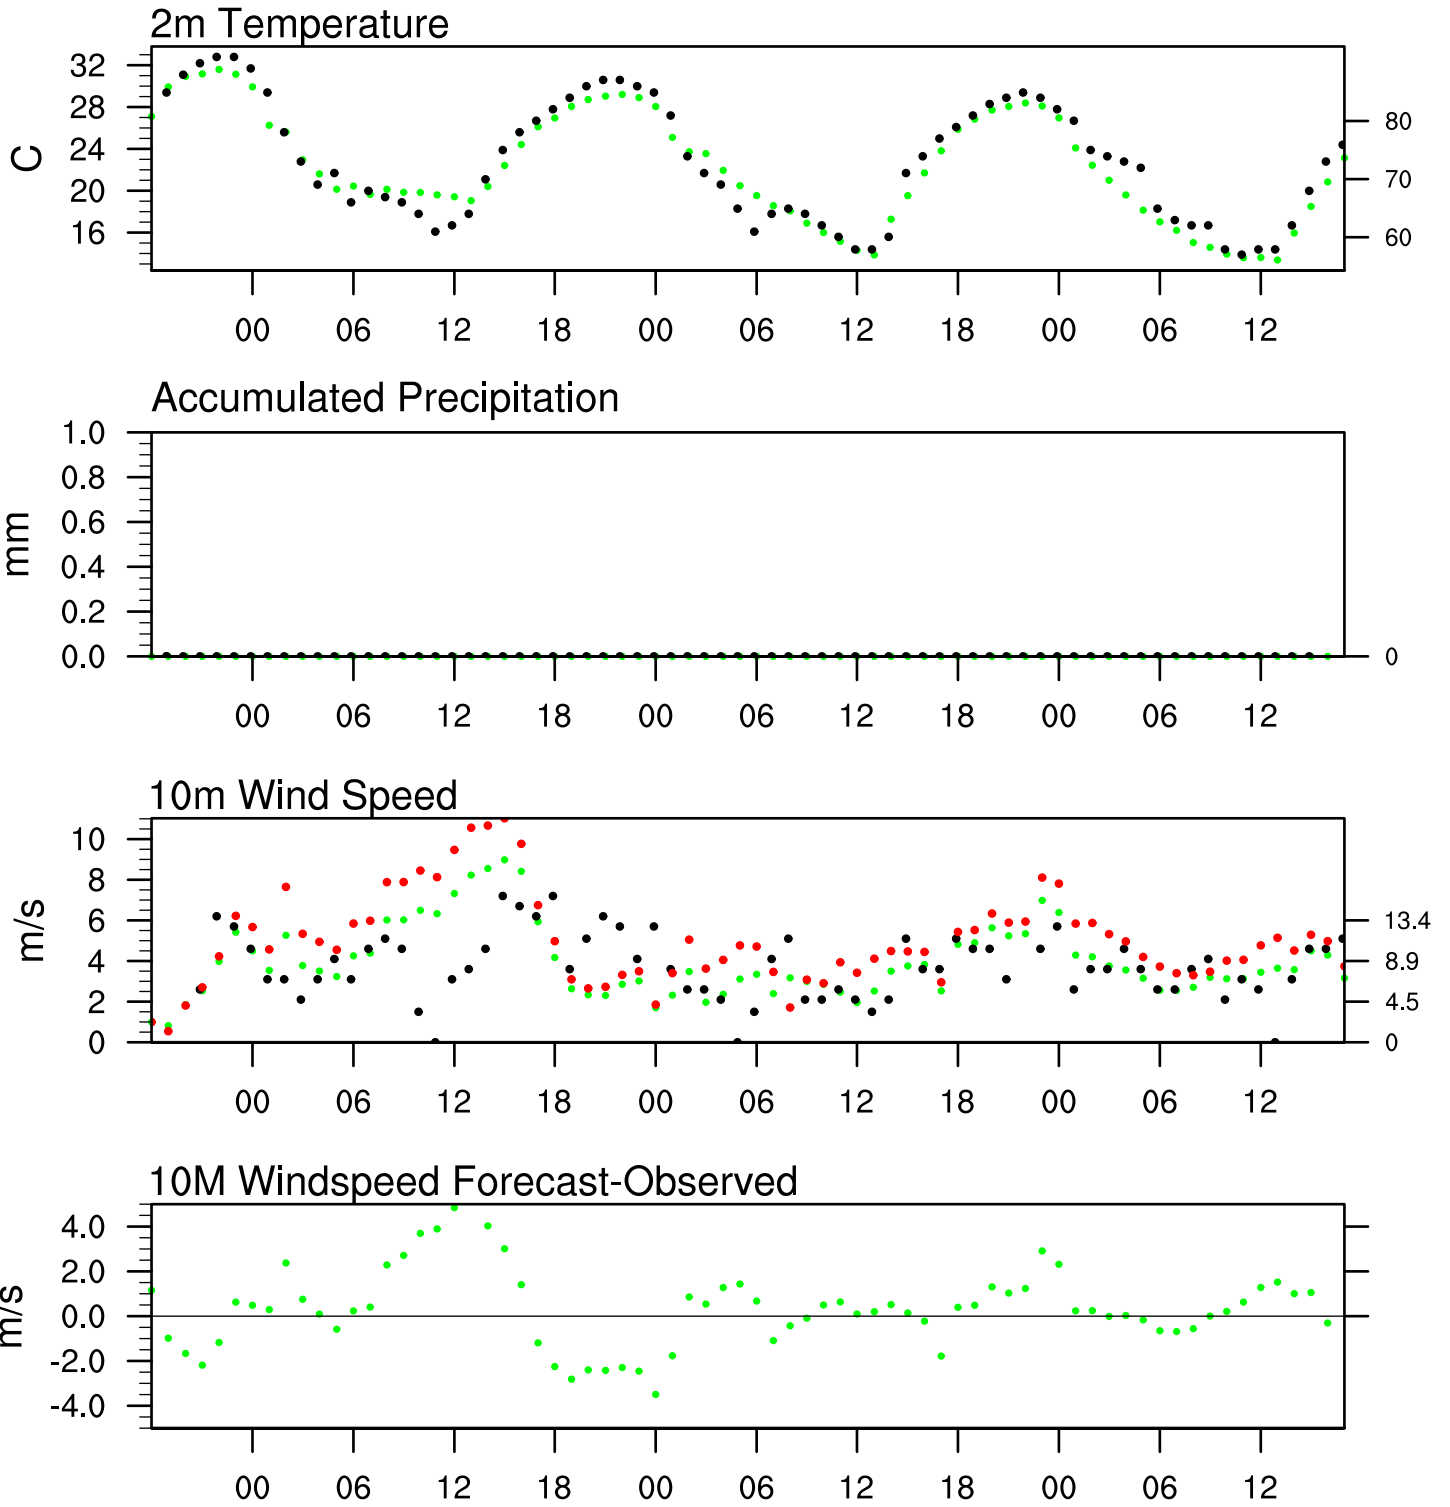 2m Temperature
32
28
24
20
16
C
80
70
60
00 06 12 18 00 06 12 18 00 06 12
Accumulated Precipitation
1.0
0.8
0.6
0.4
0.2
0.0
mm
0
00 06 12 18 00 06 12 18 00 06 12
10m Wind Speed
10
8
6
4
2
0
m/s
13.4
8.9
4.5
0
00 06 12 18 00 06 12 18 00 06 12
10M Windspeed Forecast-Observed
4.0
2.0
0.0
-2.0
-4.0
m/s
00 06 12 18 00 06 12 18 00 06 12